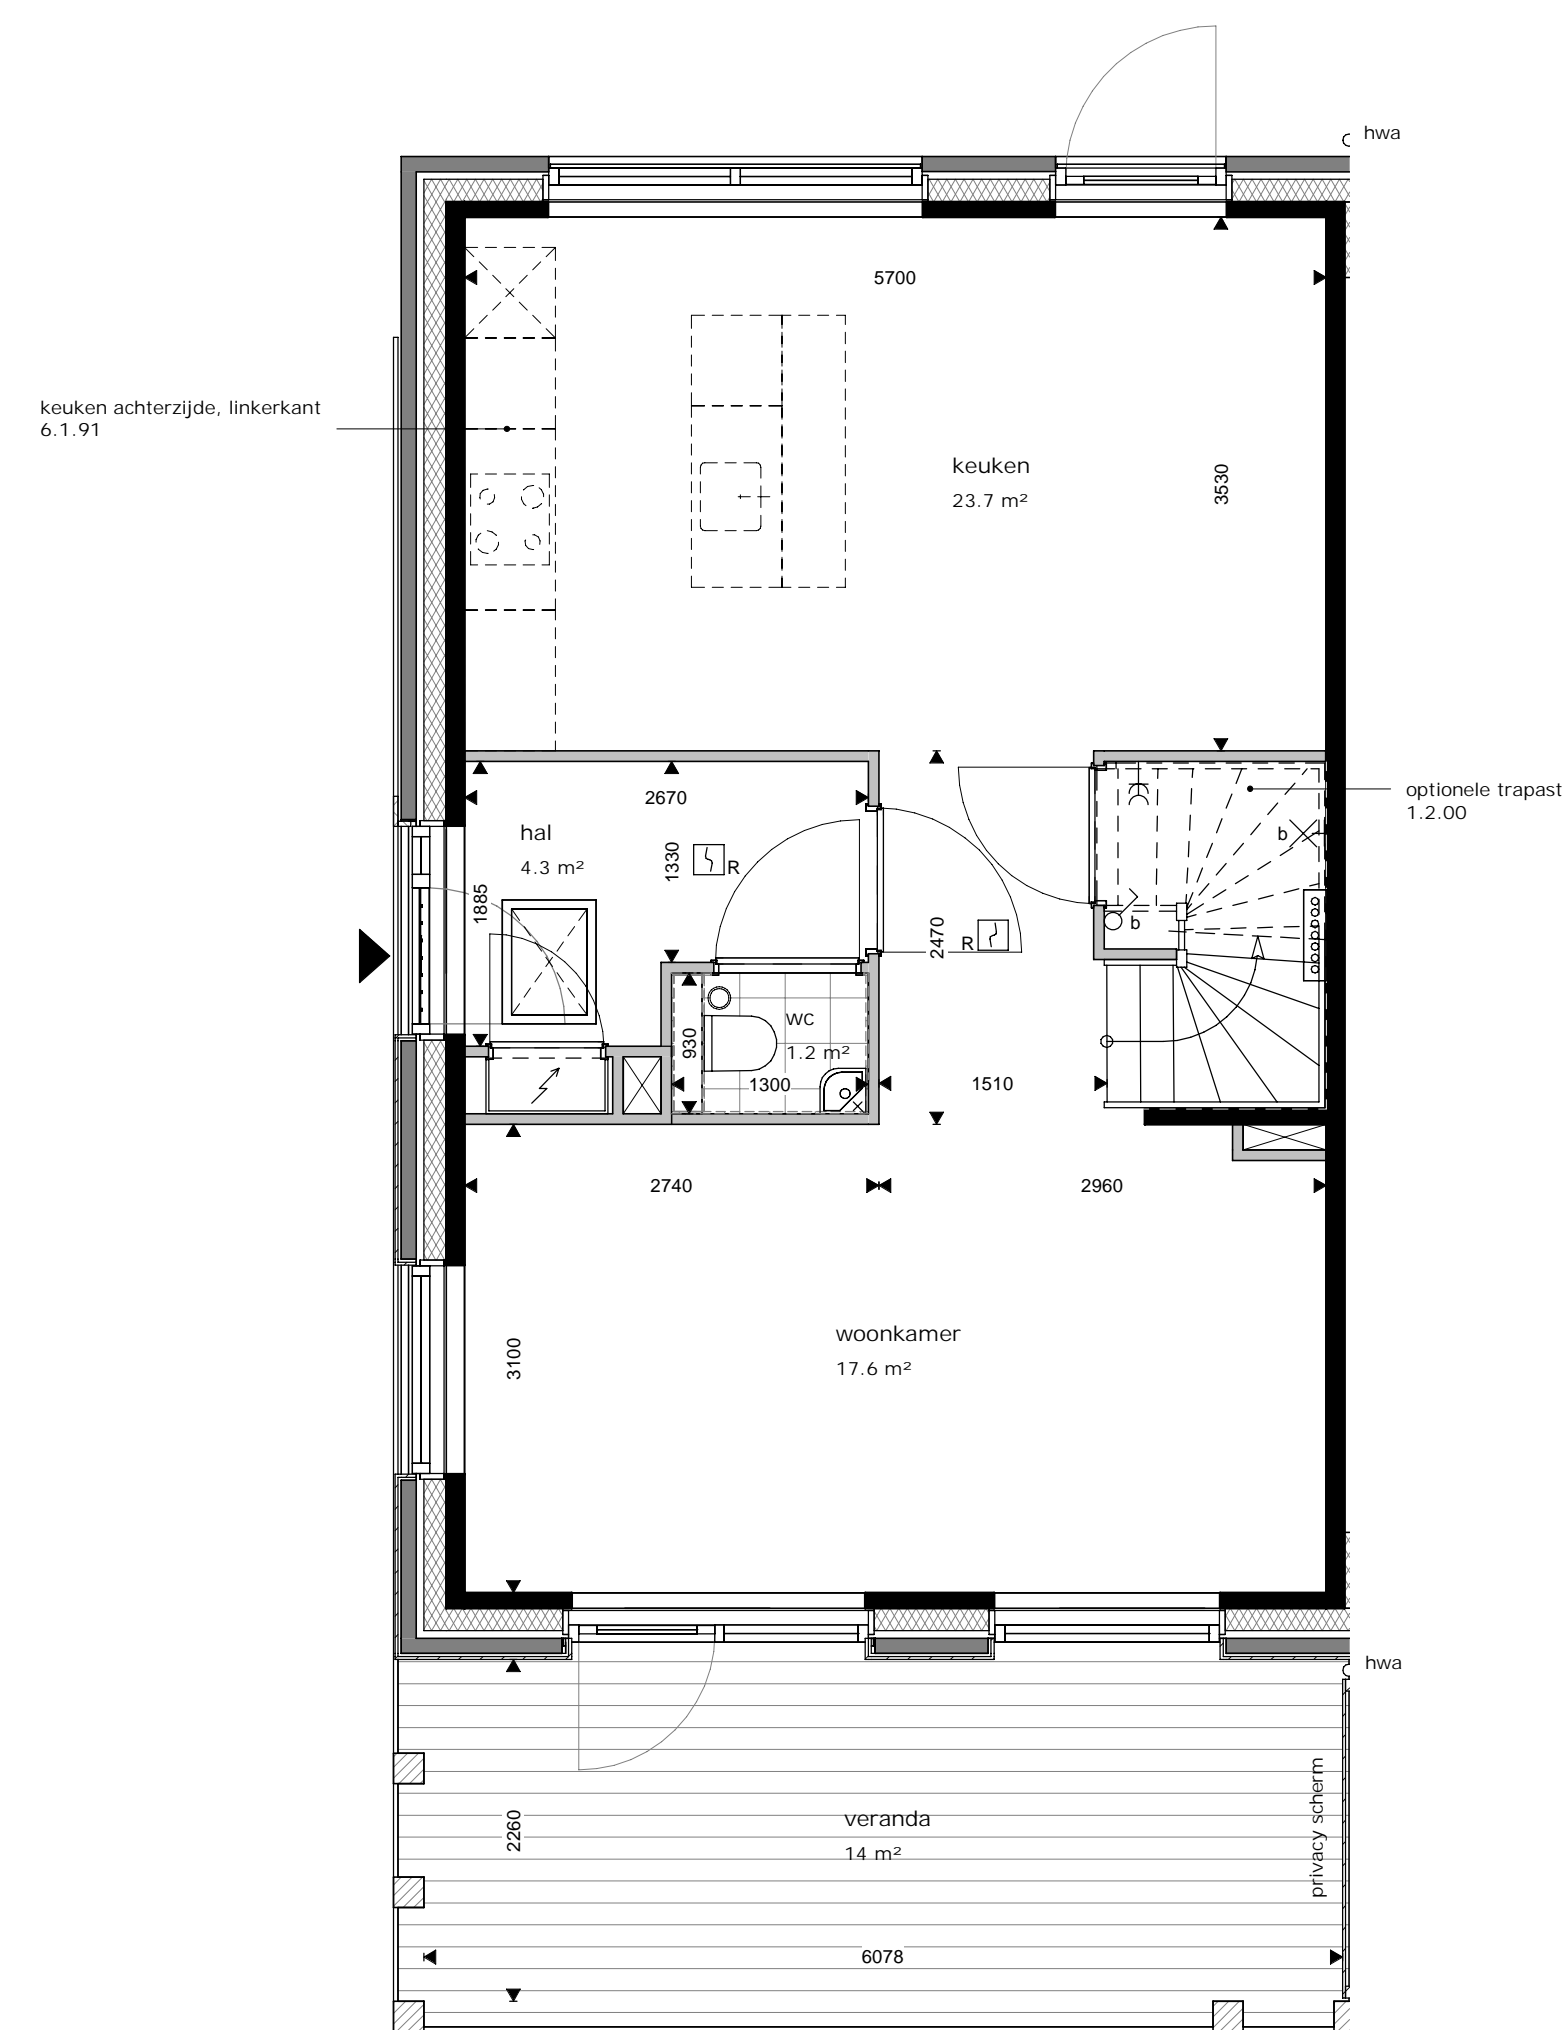 hwa
5700
keuken achterzijde, linkerkant
6.1.91
keuken
23.7 m²
3530
2670
optionele trapast
1.2.00
hal
4.3 m²
1330
R
b
1885
b
2470
R
wc
1.2 m²
930
1300
1510
2740
2960
woonkamer
17.6 m²
3100
hwa
privacy scherm
veranda
14 m²
2260
6078